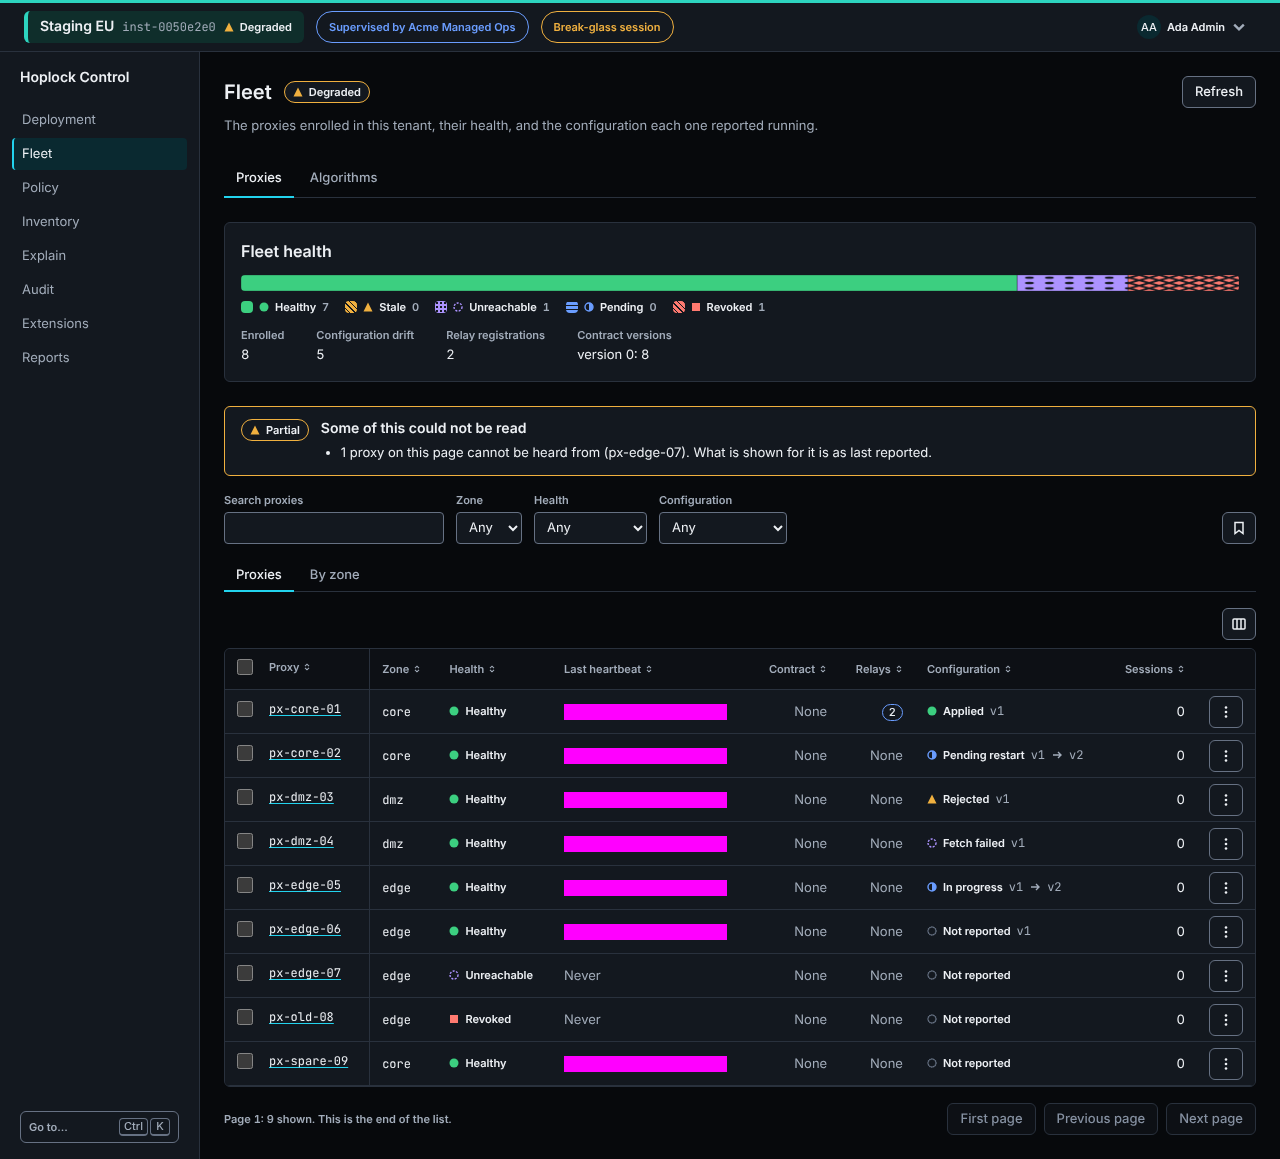 Staging EU inst-0050e2e0 Degraded
Supervised by Acme Managed Ops
Break-glass session
AA Ada Admin
Hoplock Control
Deployment
Fleet
Policy
Inventory
Explain
Audit
Extensions
Reports
Go to... Ctrl K
Fleet Degraded
Refresh
The proxies enrolled in this tenant, their health, and the configuration each one reported running.
Proxies Algorithms
Fleet health
Healthy 7 Stale 0 Unreachable 1 Pending 0 Revoked 1
Enrolled Configuration drift Relay registrations Contract versions
8 5 2 version 0: 8
Partial Some of this could not be read
• 1 proxy on this page cannot be heard from (px-edge-07). What is shown for it is as last reported.
Search proxies Zone Health Configuration
Any Any Any
Proxies By zone
Proxy Zone Health Last heartbeat Contract Relays Configuration Sessions
px-core-01 core Healthy None 2 Applied v1 0
px-core-02 core Healthy None None Pending restart v1 → v2 0
px-dmz-03 dmz Healthy None None Rejected v1 0
px-dmz-04 dmz Healthy None None Fetch failed v1 0
px-edge-05 edge Healthy None None In progress v1 → v2 0
px-edge-06 edge Healthy None None Not reported v1 0
px-edge-07 edge Unreachable Never None None Not reported 0
px-old-08 edge Revoked Never None None Not reported 0
px-spare-09 core Healthy None None Not reported 0
Page 1: 9 shown. This is the end of the list.
First page Previous page Next page